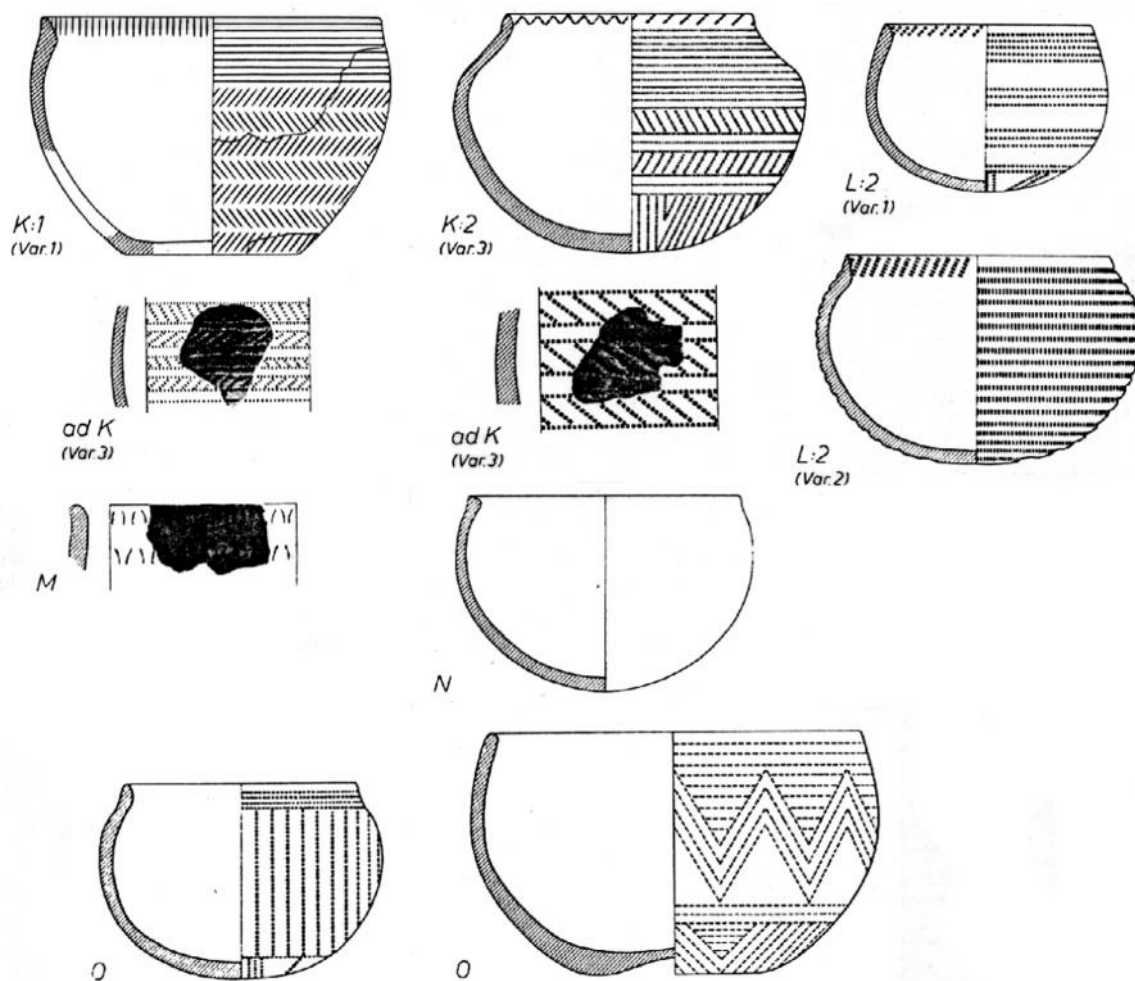 K:1
(Var.1)
K:2
(Var.3)
L:2
(Var.1)
ad K
(Var.3)
ad K
(Var.3)
L:2
(Var.2)
M
N
O
O